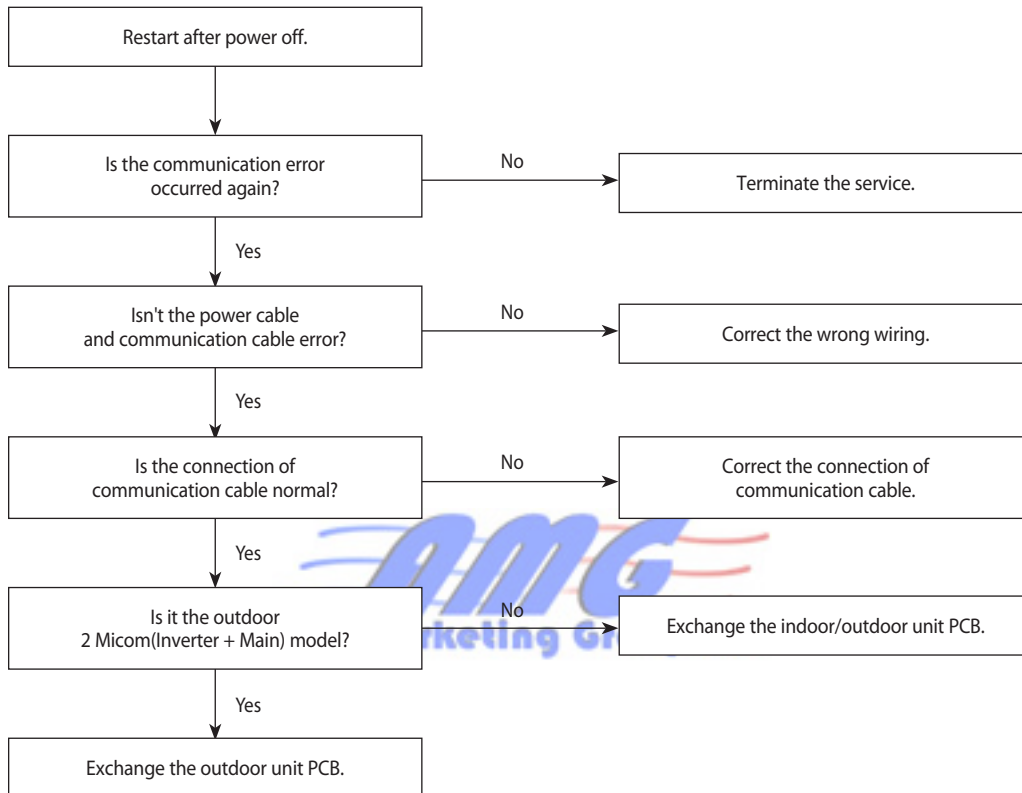 Restart after power off.
Is the communication error
occurred again?
No
Terminate the service.
Yes
Isn't the power cable
and communication cable error?
No
Correct the wrong wiring.
Yes
Is the connection of
communication cable normal?
No
Correct the connection of
communication cable.
Yes
AMG
Is it the outdoor
2 Micom(Inverter + Main) model?
No
Exchange the indoor/outdoor unit PCB.
Yes
Exchange the outdoor unit PCB.